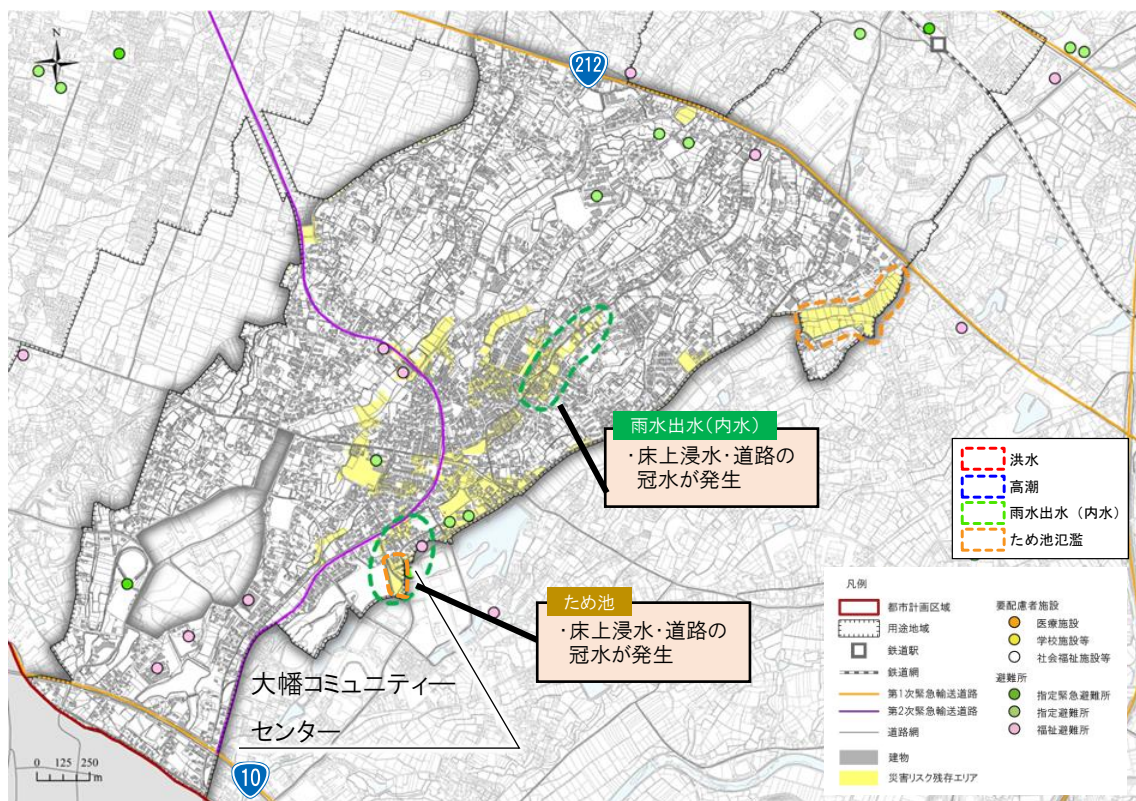 N
212
雨水出水(内水)
・床上浸水・道路の
冠水が発生
ため池
・床上浸水・道路の
冠水が発生
大幡コミュニティー
センター
10
0 125 250
m
洪水
高潮
雨水出水（内水）
ため池氾濫
凡例
都市計画区域
用途地域
鉄道駅
鉄道網
第1次緊急輸送道路
第2次緊急輸送道路
道路網
建物
災害リスク残存エリア
要配慮者施設
医療施設
学校施設等
社会福祉施設等
避難所
指定緊急避難所
指定避難所
福祉避難所